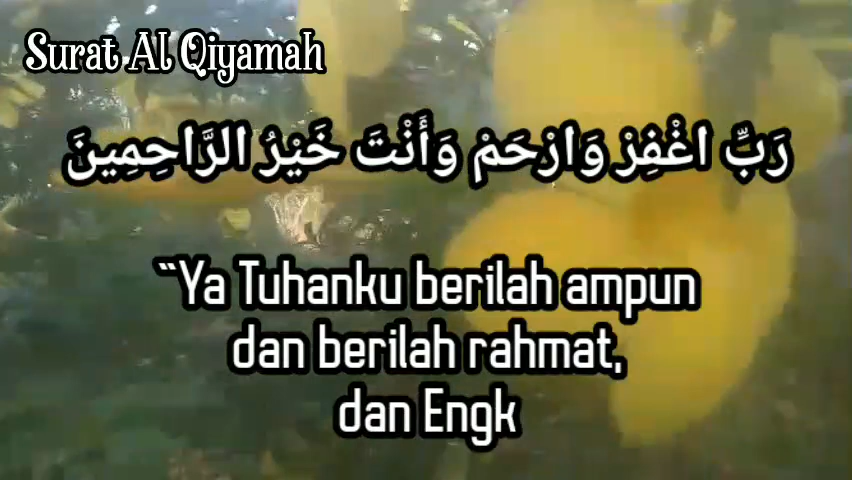 Surat Al Qiyamah
رَبِّ اغْفِرْ وَارْحَمْ وَأَنْتَ خَيْرُ الرَّاحِمِينَ
“Ya Tuhanku berilah ampun
dan berilah rahmat,
dan Engk